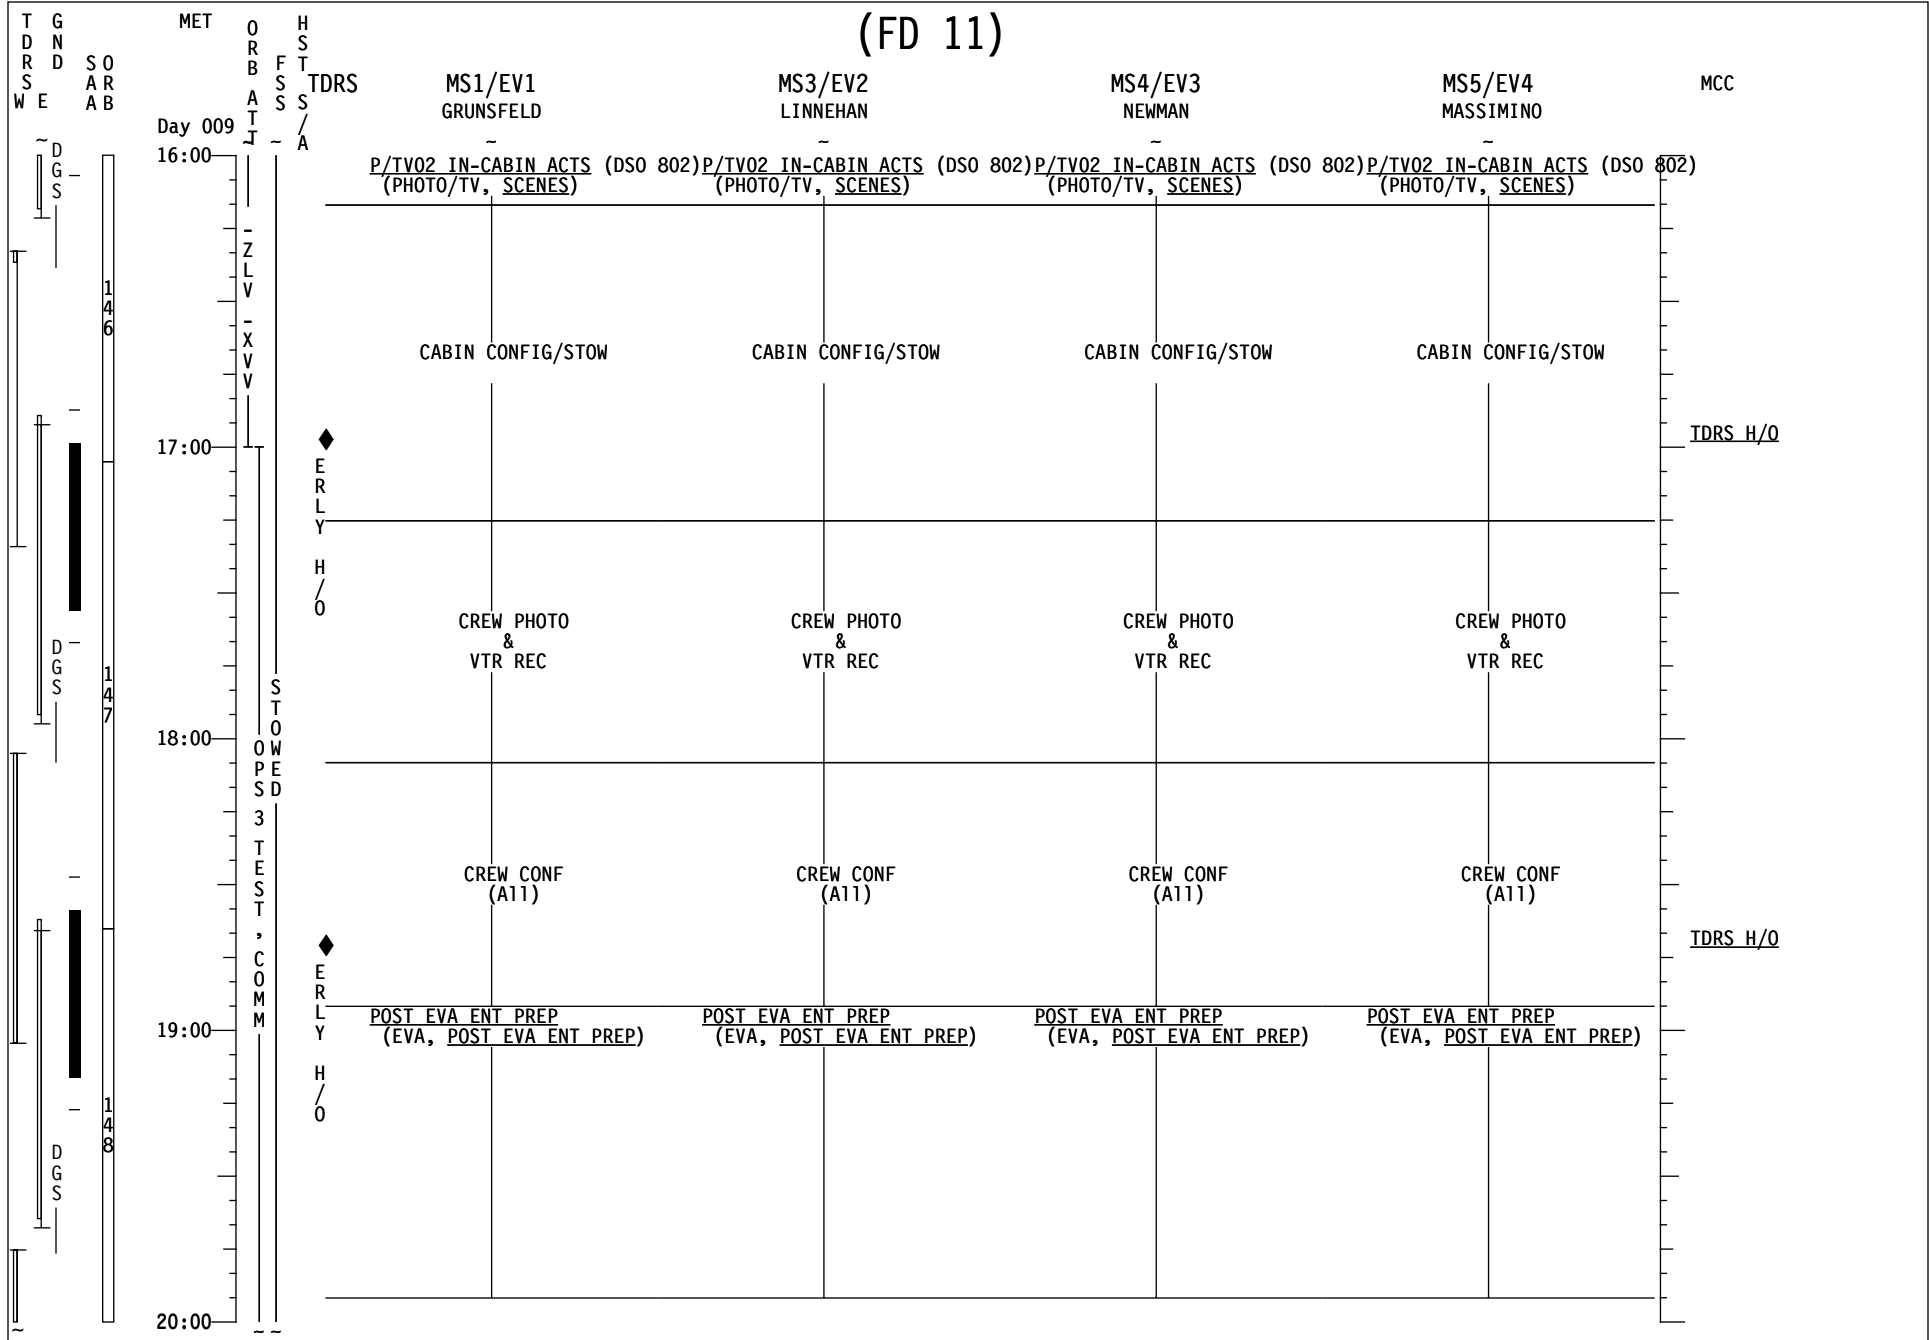 (FD 11)
TDRS
W E
GND
SAA
ORB
MET
ORB ATT
FSS
HST S/A
TDRS
MS1/EV1 MS3/EV2 MS4/EV3 MS5/EV4 MCC
GRUNSFELD LINNEHAN NEWMAN MASSIMINO
Day 009
~ ~ ~ ~ ~ ~ ~
16:00
DGS
P/TV02 IN-CABIN ACTS (DSO 802) P/TV02 IN-CABIN ACTS (DSO 802) P/TV02 IN-CABIN ACTS (DSO 802) P/TV02 IN-CABIN ACTS (DSO 802)
(PHOTO/TV, SCENES) (PHOTO/TV, SCENES) (PHOTO/TV, SCENES) (PHOTO/TV, SCENES)
-ZLV -XVV
146
CABIN CONFIG/STOW CABIN CONFIG/STOW CABIN CONFIG/STOW CABIN CONFIG/STOW
17:00
TDRS H/O
ERLY H/O
CREW PHOTO CREW PHOTO CREW PHOTO CREW PHOTO
& & & &
VTR REC VTR REC VTR REC VTR REC
DGS
147
STOWED
18:00
OPS 3 TEST, COMM
CREW CONF CREW CONF CREW CONF CREW CONF
(All) (All) (All) (All)
TDRS H/O
ERLY H/O
POST EVA ENT PREP POST EVA ENT PREP POST EVA ENT PREP POST EVA ENT PREP
19:00
(EVA, POST EVA ENT PREP) (EVA, POST EVA ENT PREP) (EVA, POST EVA ENT PREP) (EVA, POST EVA ENT PREP)
148
DGS
20:00
~ ~ ~